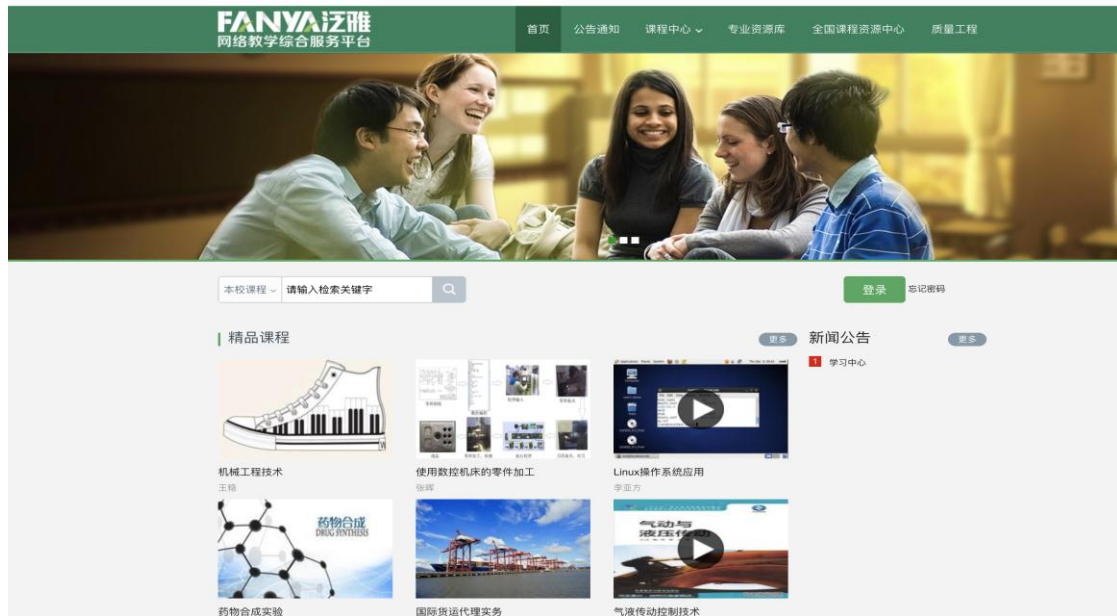 FANYA泛雅
网络教学综合服务平台
首页 公告通知 课程中心 专业资源库 全国课程资源中心 质量工程
本校课程 请输入检索关键字
登录 忘记密码
精品课程 更多
新闻公告 更多
1 学习中心
机械工程技术
王格
使用数控机床的零件加工
张晖
Linux操作系统应用
李亚方
药物合成
DRUG SYNTHESIS
药物合成实验
国际货运代理实务
气动与
液压传动
气液传动控制技术